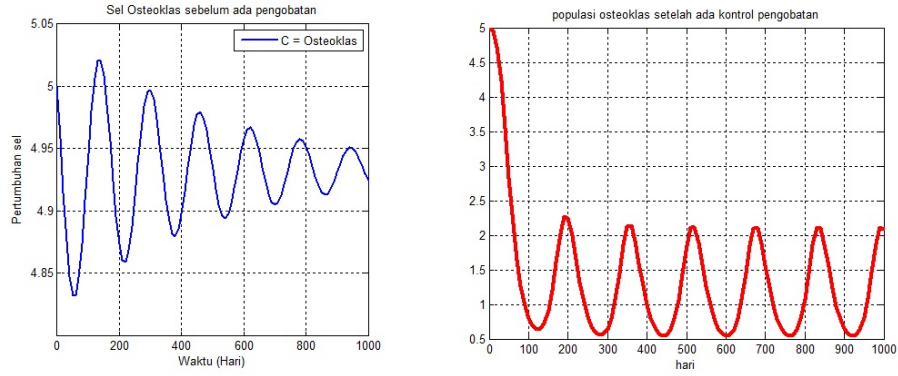 Sel Osteoklas sebelum ada pengobatan
5.05
5
4.95
4.9
4.85
C = Osteoklas
Pertumbuhan sel
0 200 400 600 800 1000
Waktu (Hari)
populasi osteoklas setelah ada kontrol pengobatan
5
4.5
4
3.5
3
2.5
2
1.5
1
0.5
0 100 200 300 400 500 600 700 800 900 1000
hari